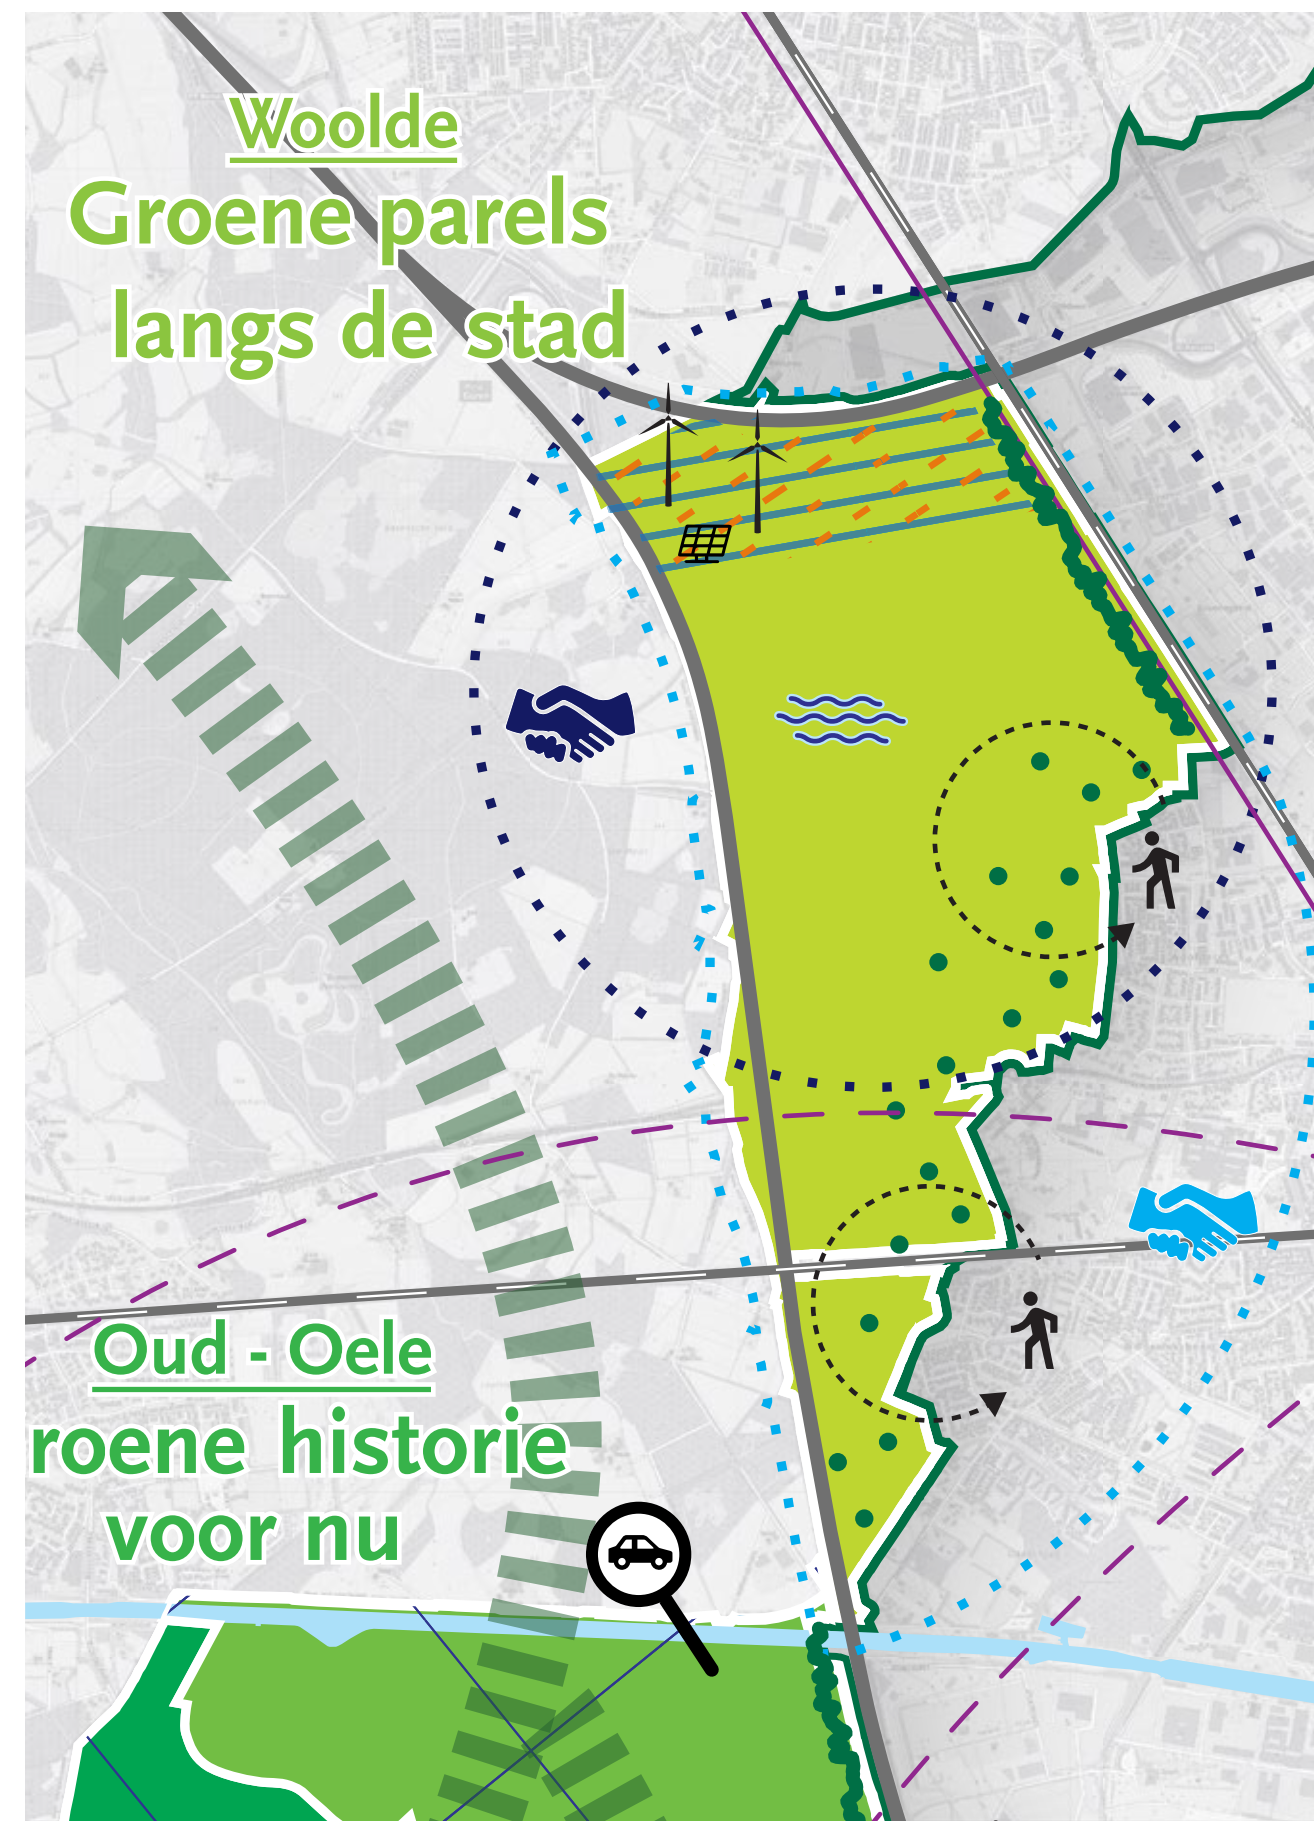 Woolde
Groene parels
langs de stad
Oud - Oele
roene historie
voor nu